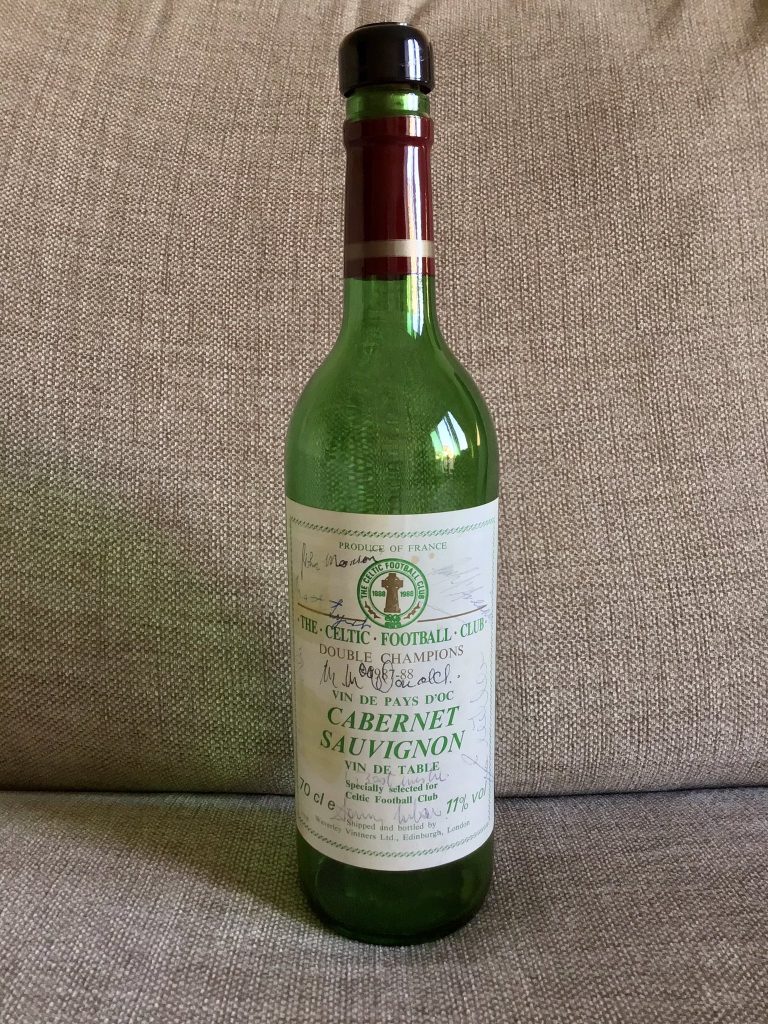 PRODUCE OF FRANCE
THE CELTIC FOOTBALL CLUB
1888 1988
THE · CELTIC · FOOTBALL · CLUB
DOUBLE CHAMPIONS
1987-88
VIN DE PAYS D'OC
CABERNET
SAUVIGNON
VIN DE TABLE
Specially selected for
Celtic Football Club
70 cl e 11% vol
Shipped and bottled by
Waverley Vintners Ltd., Edinburgh, London